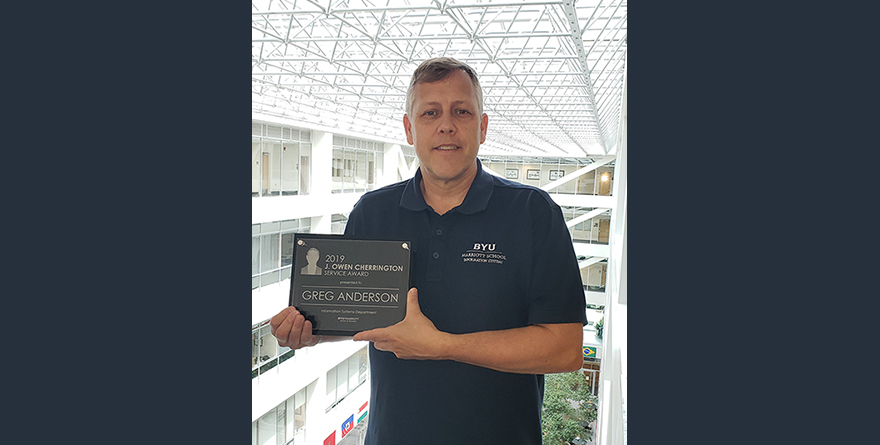 2019
J. OWEN CHERRINGTON
SERVICE AWARD
presented to
GREG ANDERSON
Information Systems Department
BYU
MARRIOTT SCHOOL
INFORMATION SYSTEMS